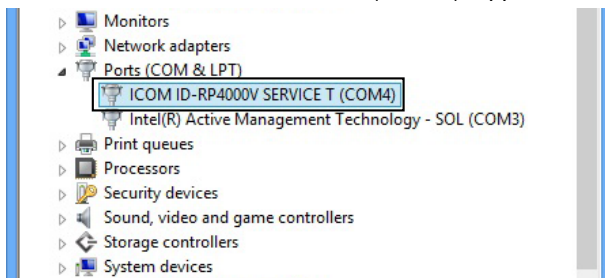 Monitors
Network adapters
Ports (COM & LPT)
ICOM ID-RP4000V SERVICE T (COM4)
Intel(R) Active Management Technology - SOL (COM3)
Print queues
Processors
Security devices
Sound, video and game controllers
Storage controllers
System devices